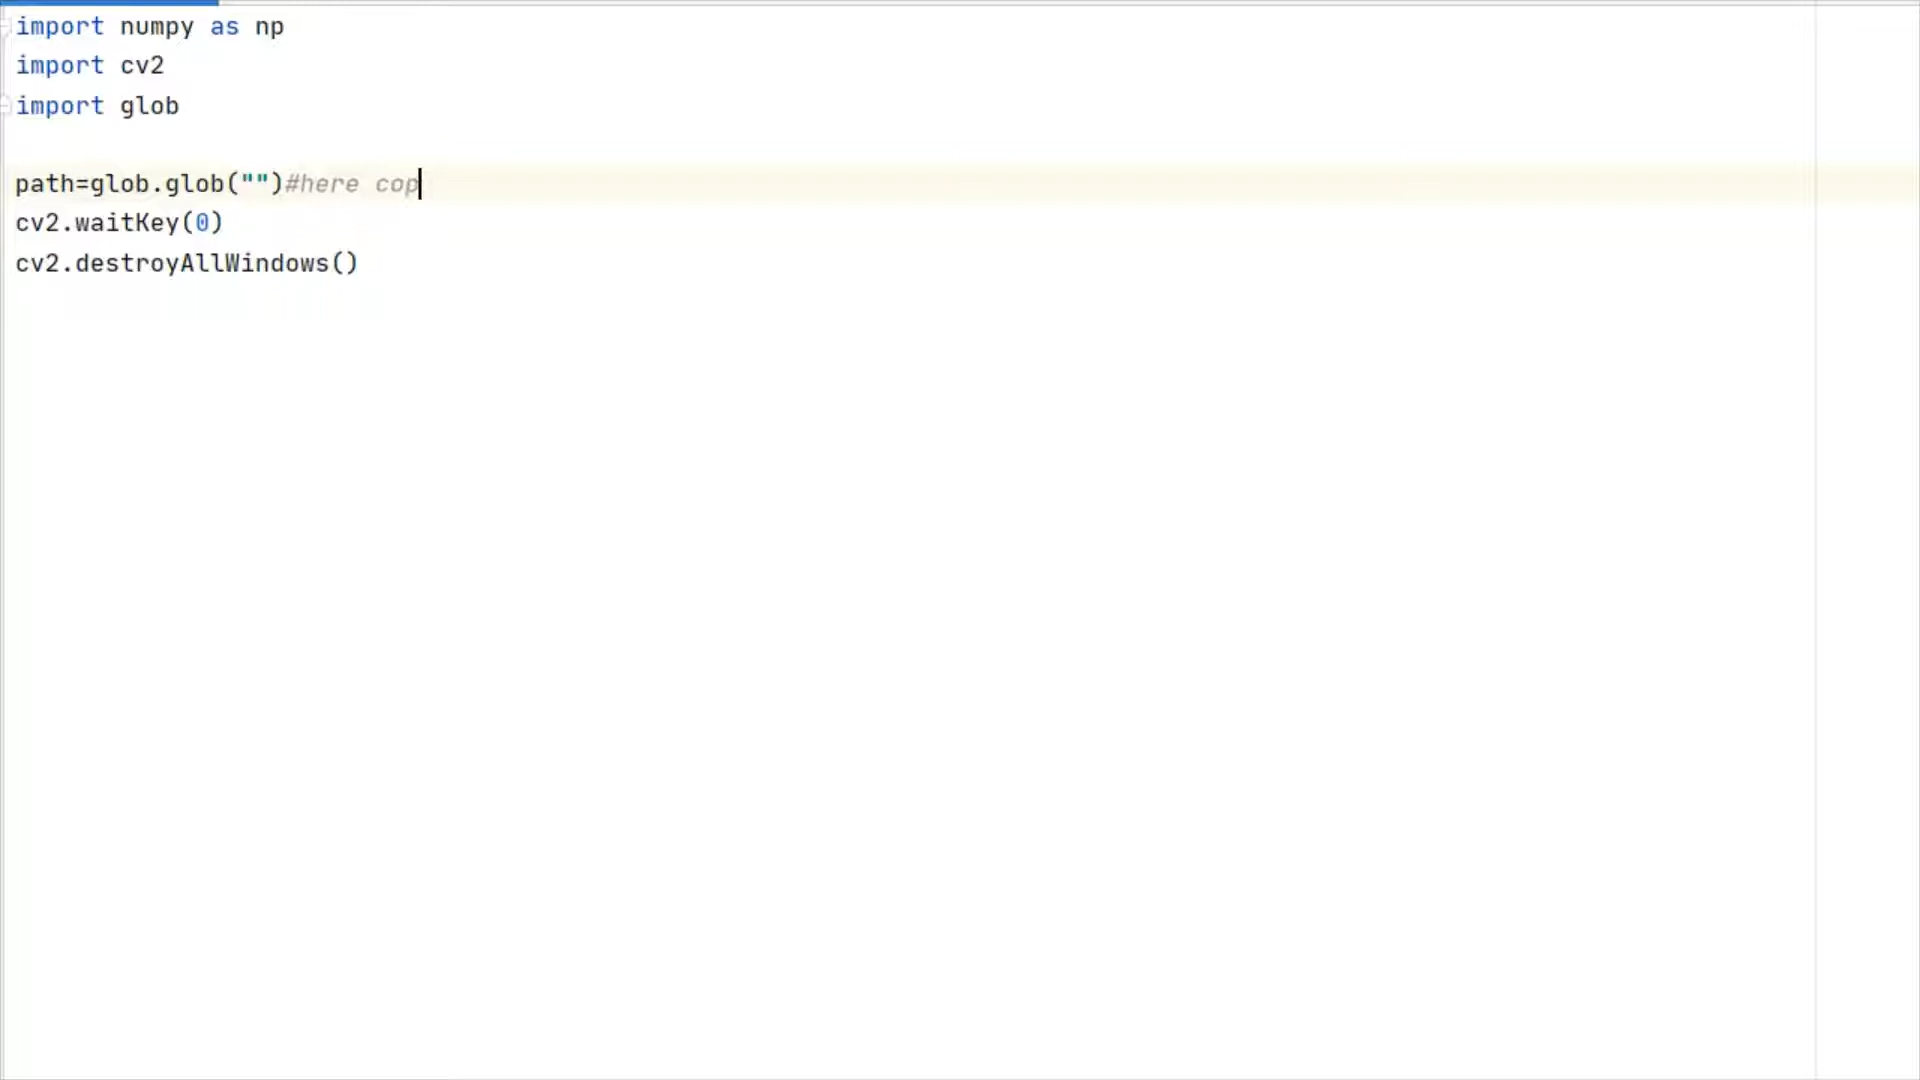 import numpy as np
import cv2
import glob
path=glob.glob("")#here cop
cv2.waitKey(0)
cv2.destroyAllWindows()